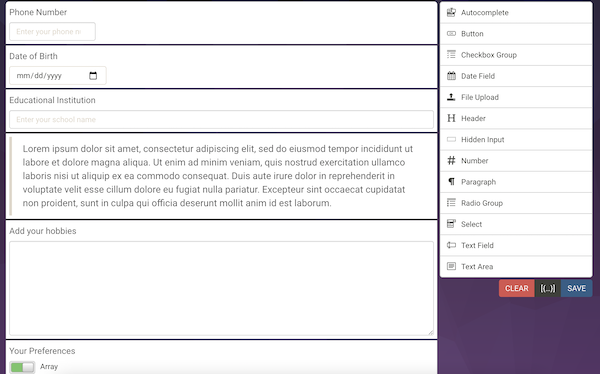 Phone Number
Enter your phone n
Date of Birth
mm/dd/yyyy
Educational Institution
Enter your school name
Lorem ipsum dolor sit amet, consectetur adipiscing elit, sed do eiusmod tempor incididunt ut
labore et dolore magna aliqua. Ut enim ad minim veniam, quis nostrud exercitation ullamco
laboris nisi ut aliquip ex ea commodo consequat. Duis aute irure dolor in reprehenderit in
voluptate velit esse cillum dolore eu fugiat nulla pariatur. Excepteur sint occaecat cupidatat
non proident, sunt in culpa qui officia deserunt mollit anim id est laborum.
Add your hobbies
Your Preferences
Array
Autocomplete
Button
Checkbox Group
Date Field
File Upload
Header
Hidden Input
Number
Paragraph
Radio Group
Select
Text Field
Text Area
CLEAR [{...}] SAVE